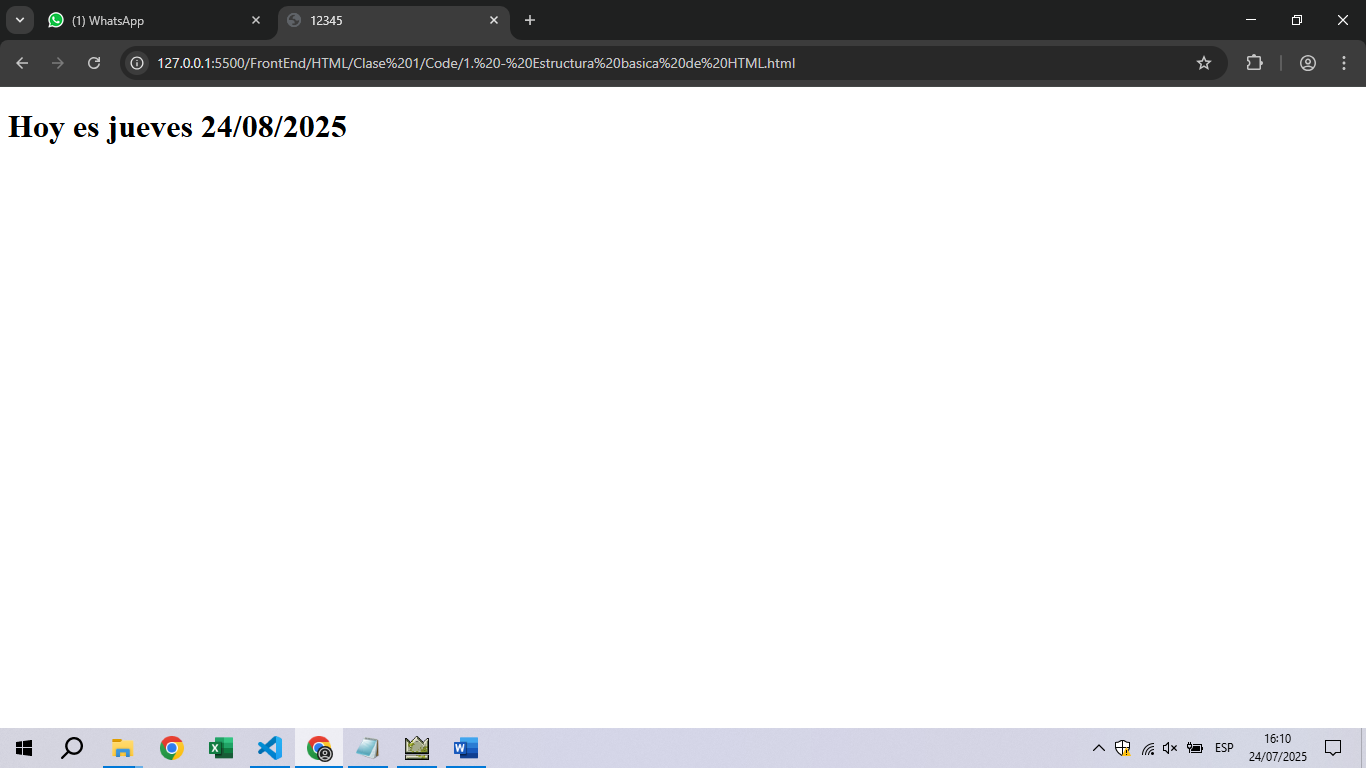 (1) WhatsApp
12345
127.0.0.1:5500/FrontEnd/HTML/Clase%201/Code/1.%20-%20Estructura%20basica%20de%20HTML.html
Hoy es jueves 24/08/2025
ESP
16:10
24/07/2025